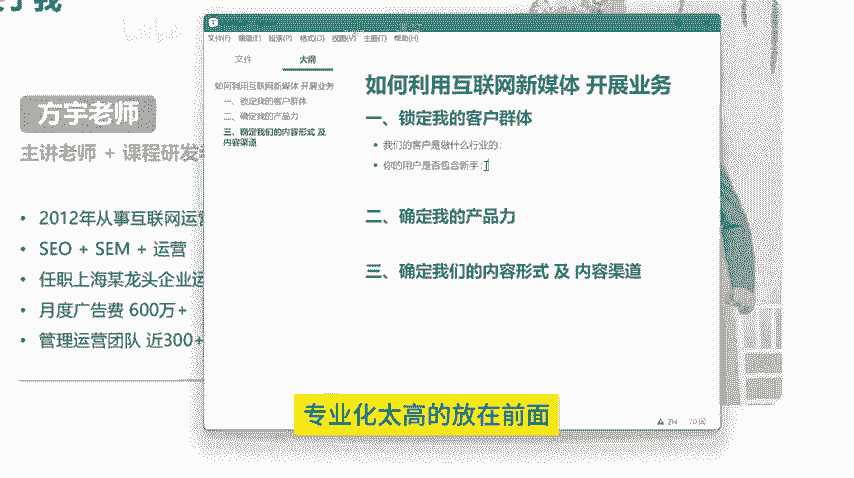 方宇老师
主讲老师 + 课程研发
2012年从事互联网运营
SEO + SEM + 运营
任职上海某龙头企业运
月度广告费 600万+
管理运营团队 近300+
文件(F) 编辑(E) 段落(P) 格式(O) 视图(V) 主题(T) 帮助(H)
文件 大纲
如何利用互联网新媒体 开展业务
一、锁定我的客户群体
二、确定我的产品力
三、确定我们的内容形式 及
内容渠道
如何利用互联网新媒体 开展业务
一、锁定我的客户群体
我们的客户是做什么行业的：
你的用户是否包含新手：
二、确定我的产品力
三、确定我们的内容形式 及 内容渠道
专业化太高的放在前面